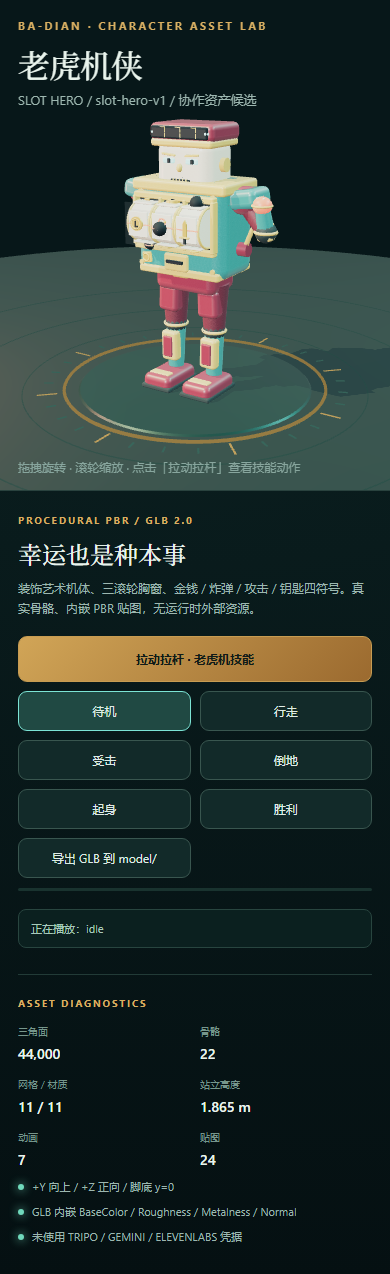 BA-DIAN · CHARACTER ASSET LAB
老虎机侠
SLOT HERO / slot-hero-v1 / 协作资产候选
L
拖拽旋转 · 滚轮缩放 · 点击「拉动拉杆」查看技能动作
PROCEDURAL PBR / GLB 2.0
幸运也是种本事
装饰艺术机体、三滚轮胸窗、金钱 / 炸弹 / 攻击 / 钥匙四符号。真
实骨骼、内嵌 PBR 贴图，无运行时外部资源。
拉动拉杆 · 老虎机技能
待机
行走
受击
倒地
起身
胜利
导出 GLB 到 model/
正在播放：idle
ASSET DIAGNOSTICS
三角面
骨骼
44,000
22
网格 / 材质
站立高度
11 / 11
1.865 m
动画
贴图
7
24
+Y 向上 / +Z 正向 / 脚底 y=0
GLB 内嵌 BaseColor / Roughness / Metalness / Normal
未使用 TRIPO / GEMINI / ELEVENLABS 凭据